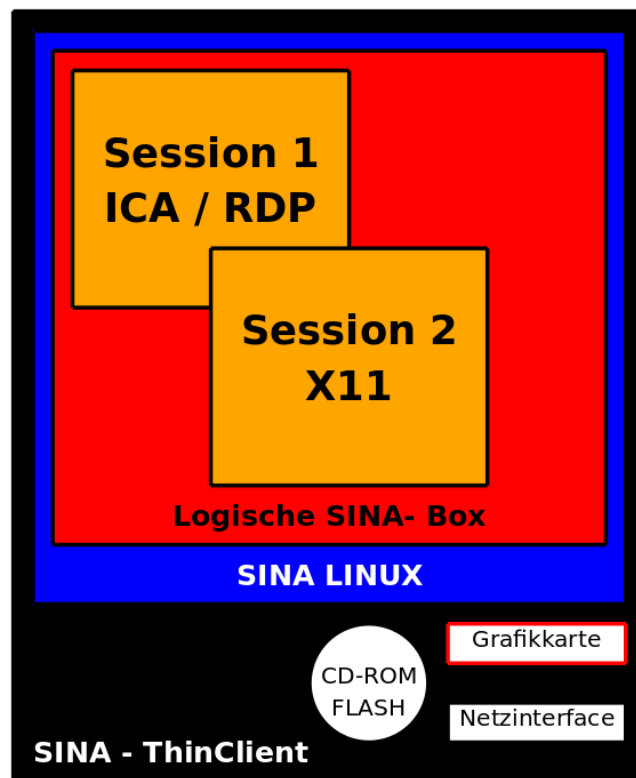 Session 1
ICA / RDP
Session 2
X11
Logische SINA- Box
SINA LINUX
Grafikkarte
CD-ROM
FLASH
Netzinterface
SINA - ThinClient